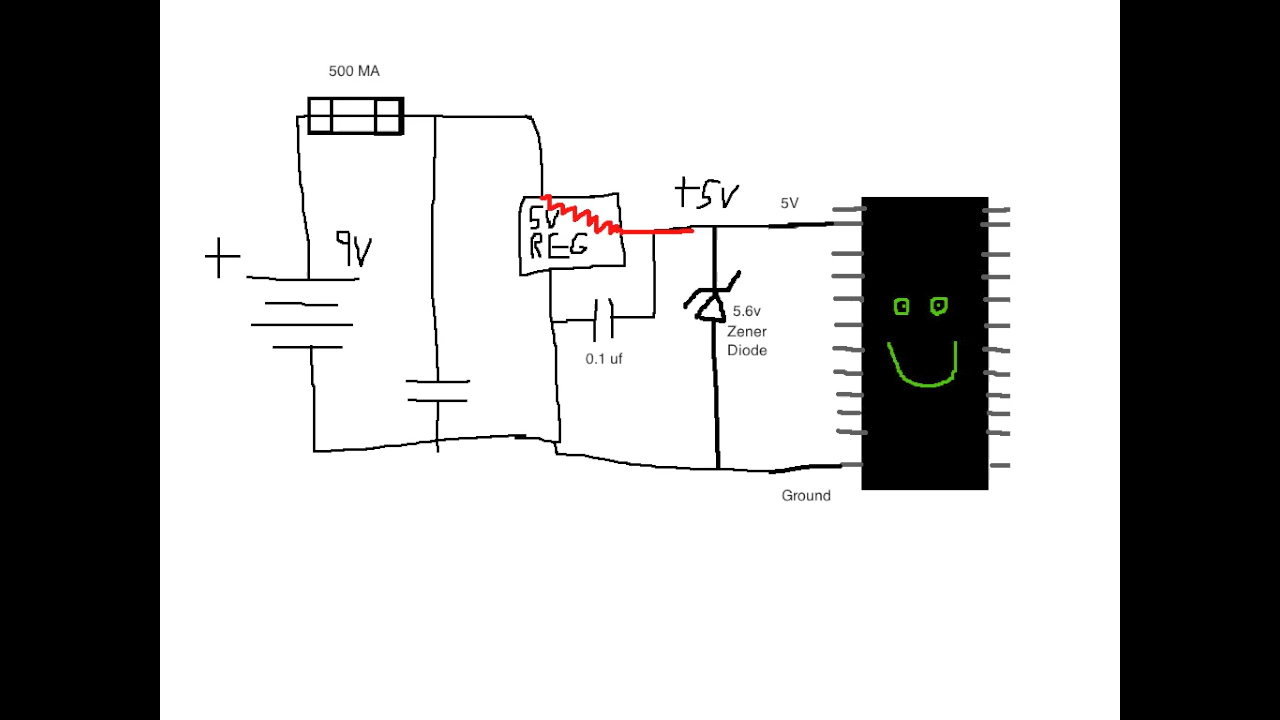 500 MA
+5V
5V
5V
REG
+ 9V
5.6v
Zener
Diode
0.1 uf
Ground